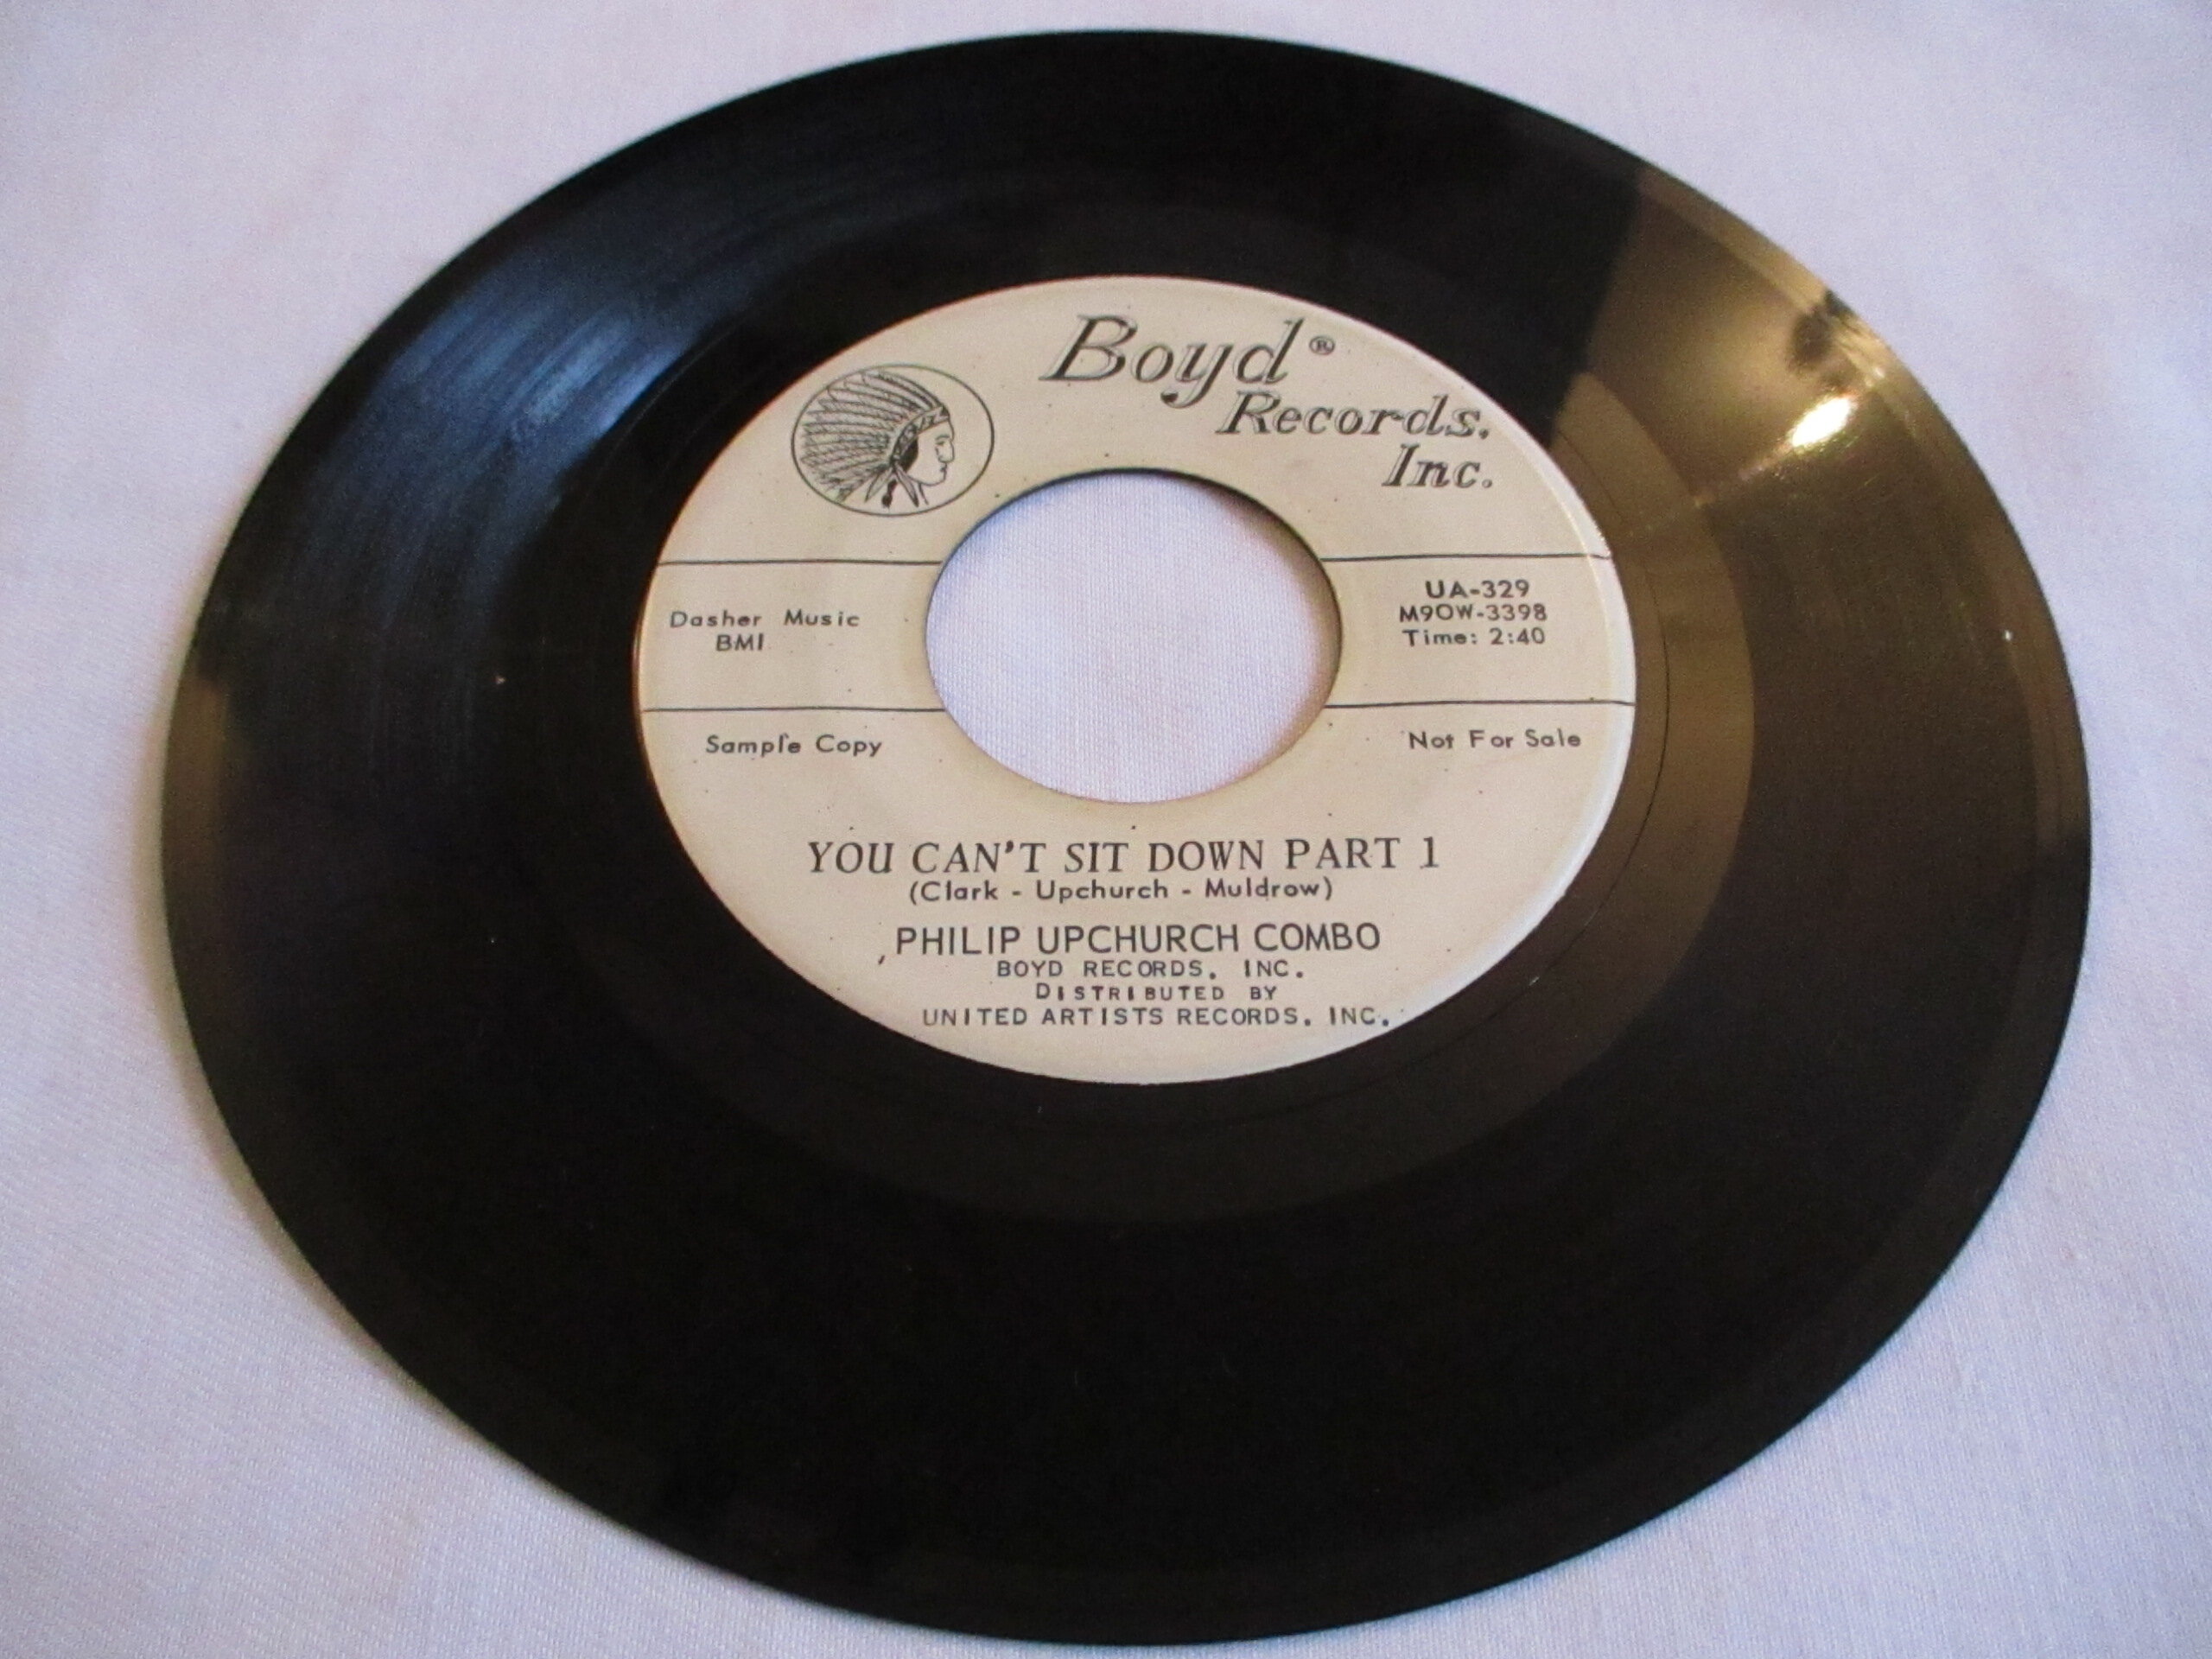 Boyd®
Records.
Inc.
Dasher Music
BMI
UA-329
M9OW-3398
Time: 2:40
Sample Copy
Not For Sale
YOU CAN'T SIT DOWN PART 1
(Clark - Upchurch - Muldrow)
PHILIP UPCHURCH COMBO
BOYD RECORDS, INC.
DISTRIBUTED BY
UNITED ARTISTS RECORDS, INC.